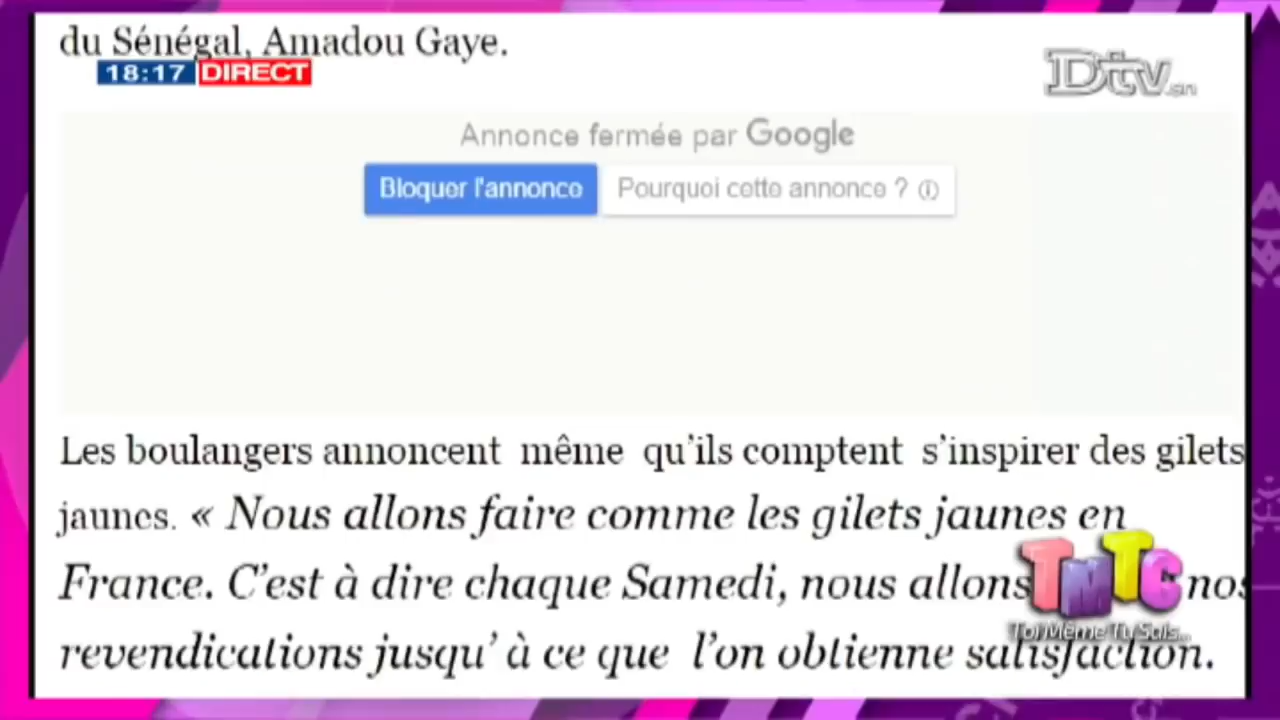 du Sénégal, Amadou Gaye.
18:17 DIRECT
Dtv.sn
Annonce fermée par Google
Bloquer l'annonce
Pourquoi cette annonce ?
Les boulangers annoncent même qu'ils comptent s'inspirer des gilets
jaunes. « Nous allons faire comme les gilets jaunes en
France. C'est à dire chaque Samedi, nous allons nos
revendications jusqu' à ce que l'on obtienne satisfaction.
TMTC
Toi Même Tu Sais...